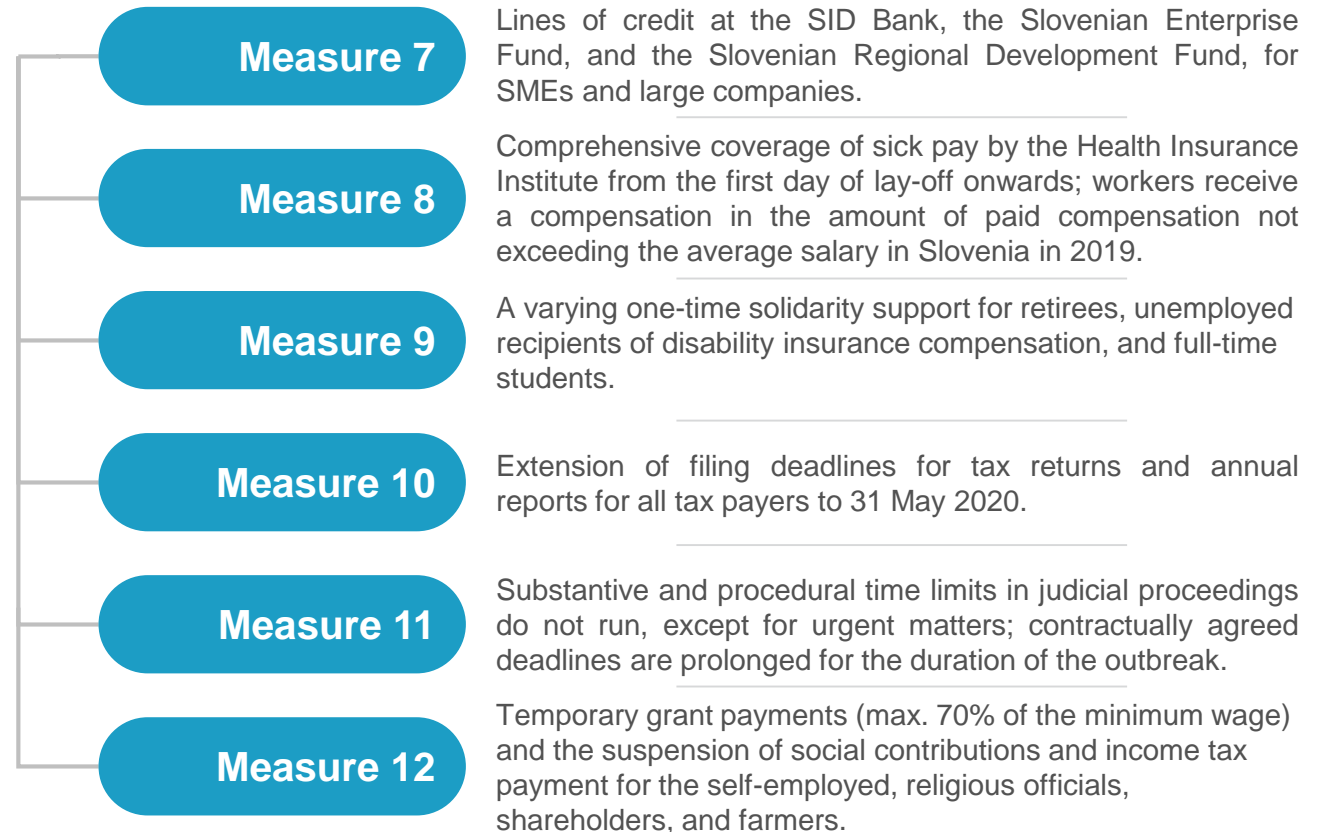 Measure 7
Lines of credit at the SID Bank, the Slovenian Enterprise
Fund, and the Slovenian Regional Development Fund, for
SMEs and large companies.
Measure 8
Comprehensive coverage of sick pay by the Health Insurance
Institute from the first day of lay-off onwards; workers receive
a compensation in the amount of paid compensation not
exceeding the average salary in Slovenia in 2019.
Measure 9
A varying one-time solidarity support for retirees, unemployed
recipients of disability insurance compensation, and full-time
students.
Measure 10
Extension of filing deadlines for tax returns and annual
reports for all tax payers to 31 May 2020.
Measure 11
Substantive and procedural time limits in judicial proceedings
do not run, except for urgent matters; contractually agreed
deadlines are prolonged for the duration of the outbreak.
Measure 12
Temporary grant payments (max. 70% of the minimum wage)
and the suspension of social contributions and income tax
payment for the self-employed, religious officials,
shareholders, and farmers.